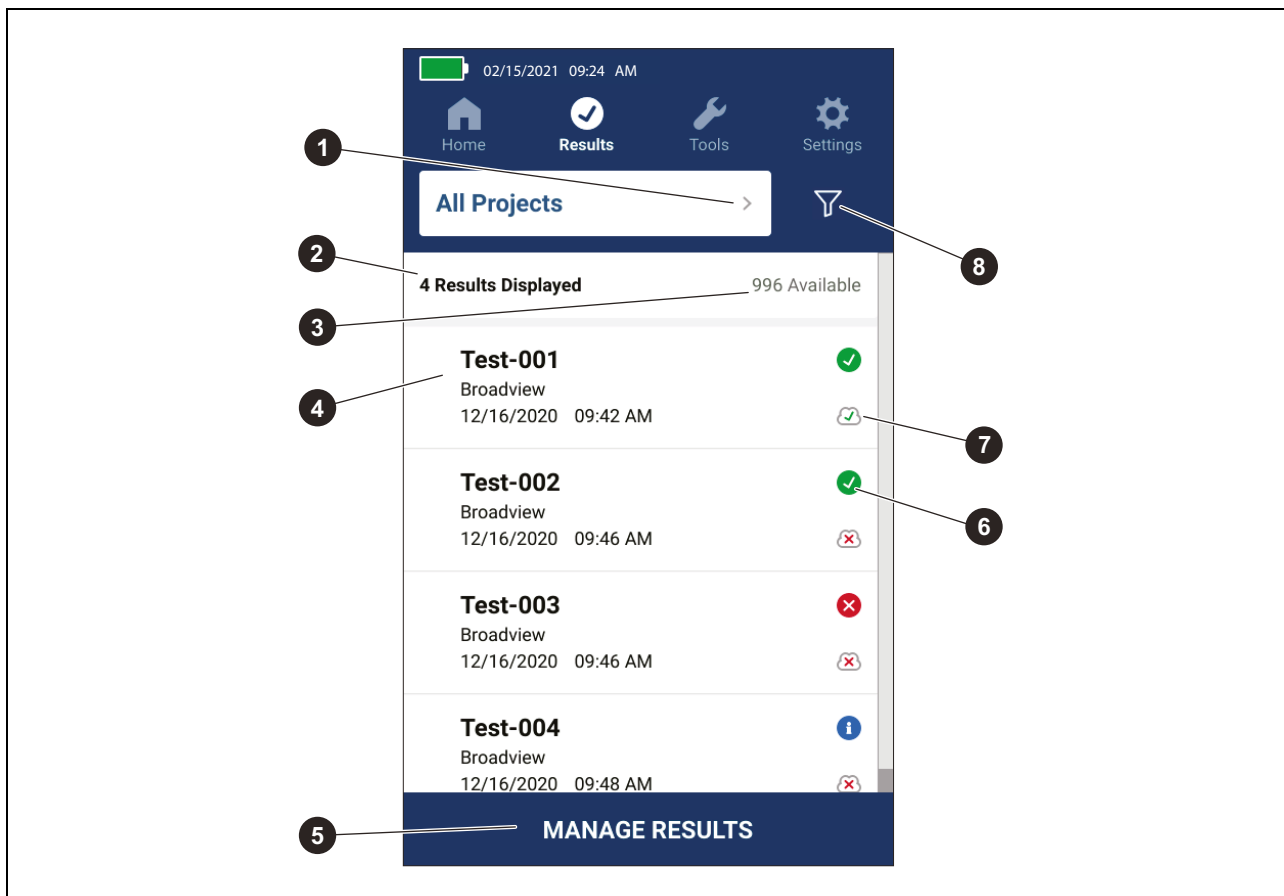 02/15/2021 09:24 AM
Home Results Tools Settings
1
All Projects
8
2
4 Results Displayed 996 Available
3
Test-001
Broadview
4
12/16/2020 09:42 AM
7
Test-002
Broadview
6
12/16/2020 09:46 AM
Test-003
Broadview
12/16/2020 09:46 AM
Test-004
Broadview
12/16/2020 09:48 AM
5
MANAGE RESULTS